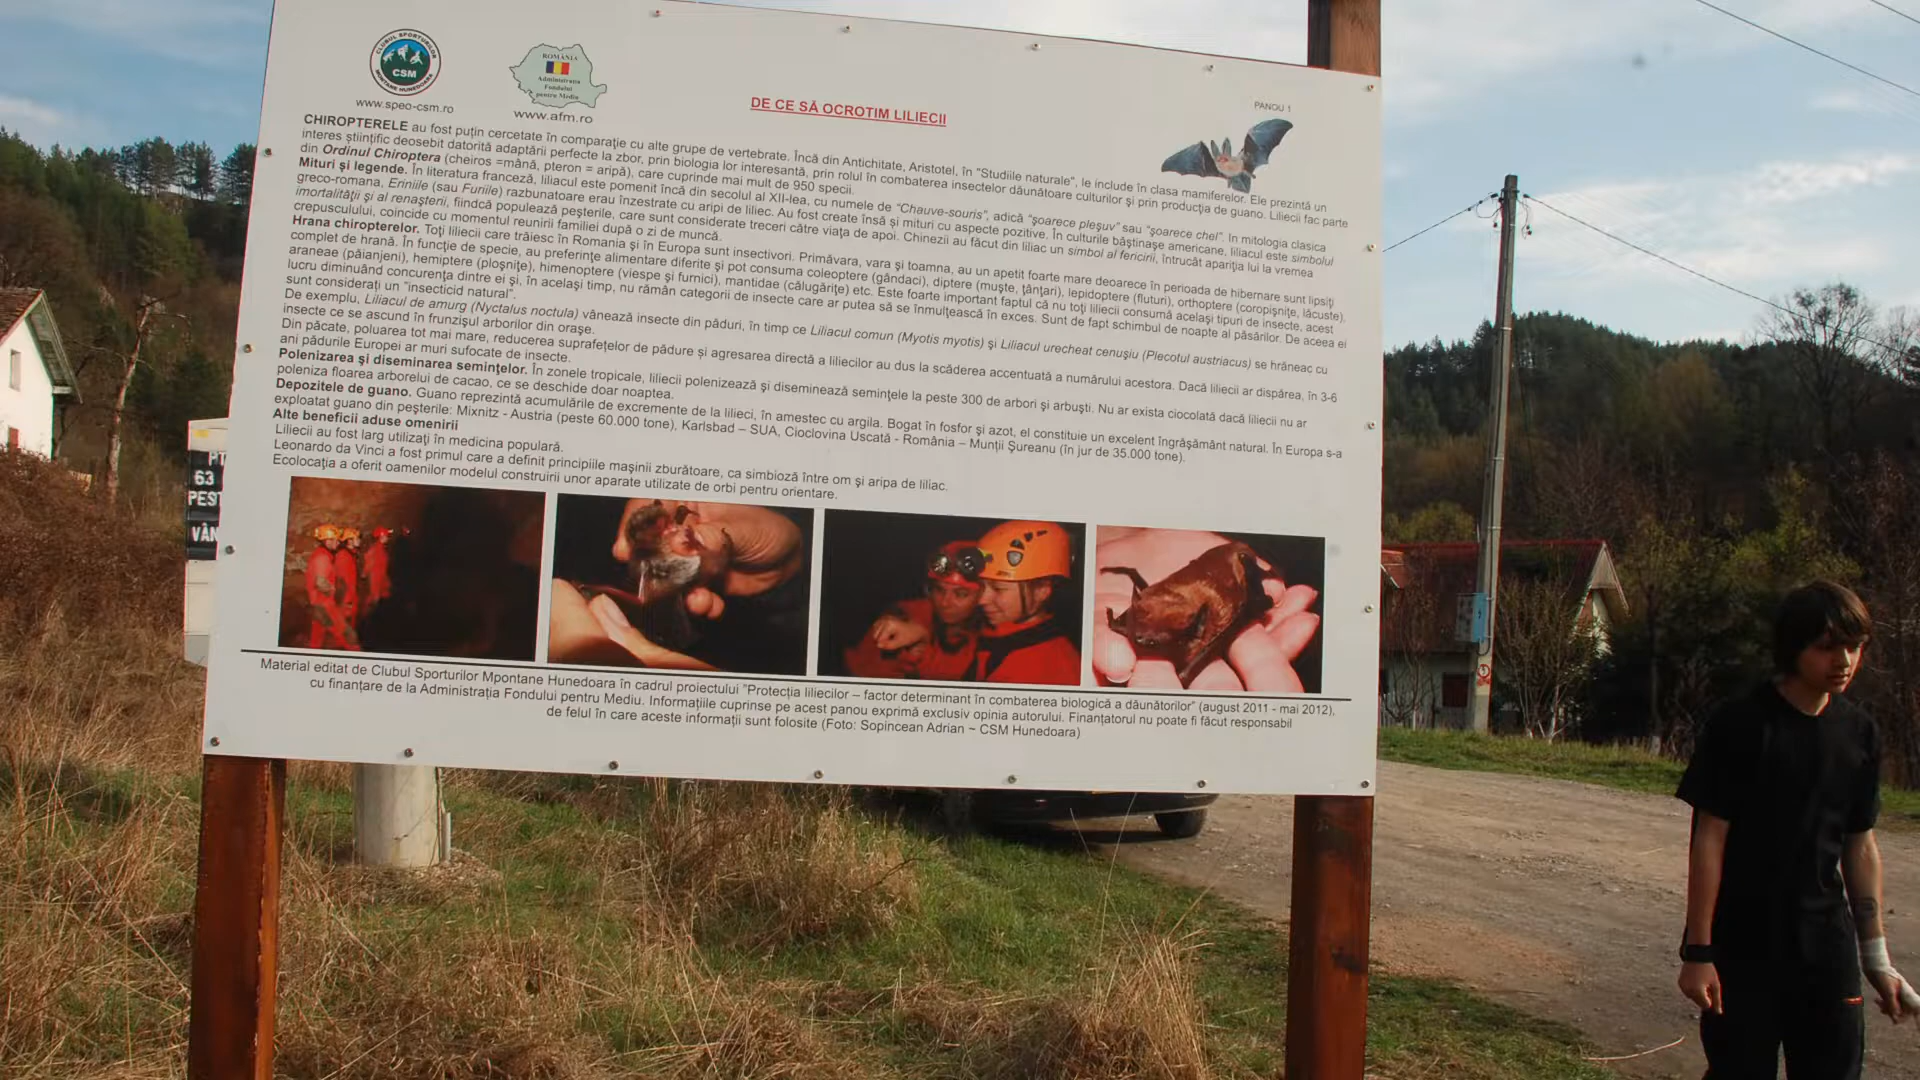 CLUBUL SPORTURILOR
CSM
MONTANE HUNEDOARA
www.speo-csm.ro
ROMÂNIA
Administrația
Fondului
pentru Mediu
www.afm.ro
DE CE SĂ OCROTIM LILIECII
PANOU 1
CHIROPTERELE au fost puțin cercetate în comparație cu alte grupe de vertebrate. Încă din Antichitate, Aristotel, în "Studiile naturale", le include în clasa mamiferelor. Ele prezintă un
interes științific deosebit datorită adaptării perfecte la zbor, prin biologia lor interesantă, prin rolul în combaterea insectelor dăunătoare culturilor și prin producția de guano. Liliecii fac parte
din Ordinul Chiroptera (cheiros =mână, pteron = aripă), care cuprinde mai mult de 950 specii.
Mituri și legende. În literatura franceză, liliacul este pomenit încă din secolul al XII-lea, cu numele de "Chauve-souris", adică "șoarece pleșuv" sau "șoarece chel". In mitologia clasica
greco-romana, Eriniile (sau Furiile) razbunatoare erau înzestrate cu aripi de liliec. Au fost create însă și mituri cu aspecte pozitive. În culturile băștinașe americane, liliacul este simbolul
imortalității și al renașterii, fiindcă populează peșterile, care sunt considerate treceri către viața de apoi. Chinezii au făcut din liliac un simbol al fericirii, întrucât apariția lui la vremea
crepusculului, coincide cu momentul reunirii familiei după o zi de muncă.
Hrana chiropterelor. Toți liliecii care trăiesc în Romania și în Europa sunt insectivori. Primăvara, vara și toamna, au un apetit foarte mare deoarece în perioada de hibernare sunt lipsiți
complet de hrană. În funcție de specie, au preferințe alimentare diferite și pot consuma coleoptere (gândaci), diptere (muște, țânțari), lepidoptere (fluturi), orthoptere (coropișnițe, lăcuste),
araneae (păianjeni), hemiptere (ploșnițe), himenoptere (viespe și furnici), mantidae (călugărițe) etc. Este foarte important faptul că nu toți liliecii consumă același tipuri de insecte, acest
lucru diminuând concurența dintre ei și, în același timp, nu rămân categorii de insecte care ar putea să se înmulțească în exces. Sunt de fapt schimbul de noapte al păsărilor. De aceea ei
sunt considerați un "insecticid natural".
De exemplu, Liliacul de amurg (Nyctalus noctula) vânează insecte din păduri, în timp ce Liliacul comun (Myotis myotis) și Liliacul urecheat cenușiu (Plecotul austriacus) se hrănesc cu
insecte ce se ascund în frunzișul arborilor din orașe.
Din păcate, poluarea tot mai mare, reducerea suprafețelor de pădure și agresarea directă a liliecilor au dus la scăderea accentuată a numărului acestora. Dacă liliecii ar dispărea, în 3-6
ani pădurile Europei ar muri sufocate de insecte.
Polenizarea și diseminarea semințelor. În zonele tropicale, liliecii polenizează și diseminează semințele la peste 300 de arbori și arbuști. Nu ar exista ciocolată dacă liliecii nu ar
poleniza floarea arborelui de cacao, ce se deschide doar noaptea.
Depozitele de guano. Guano reprezintă acumulările de excremente de la lilieci, în amestec cu argila. Bogat în fosfor și azot, el constituie un excelent îngrășământ natural. În Europa s-a
exploatat guano din peșterile: Mixnitz - Austria (peste 60.000 tone), Karlsbad – SUA, Cioclovina Uscată - România – Munții Șureanu (în jur de 35.000 tone).
Alte beneficii aduse omenirii
Liliecii au fost larg utilizați în medicina populară.
Leonardo da Vinci a fost primul care a definit principiile mașinii zburătoare, ca simbioză între om și aripa de liliac.
Ecolocația a oferit oamenilor modelul construirii unor aparate utilizate de orbi pentru orientare.
Material editat de Clubul Sporturilor Mpontane Hunedoara în cadrul proiectului "Protecția liliecilor – factor determinant în combaterea biologică a dăunătorilor" (august 2011 - mai 2012),
cu finanțare de la Administrația Fondului pentru Mediu. Informațiile cuprinse pe acest panou exprimă exclusiv opinia autorului. Finanțatorul nu poate fi făcut responsabil
de felul în care aceste informații sunt folosite (Foto: Sopincean Adrian ~ CSM Hunedoara)
63
PEST
VÂN